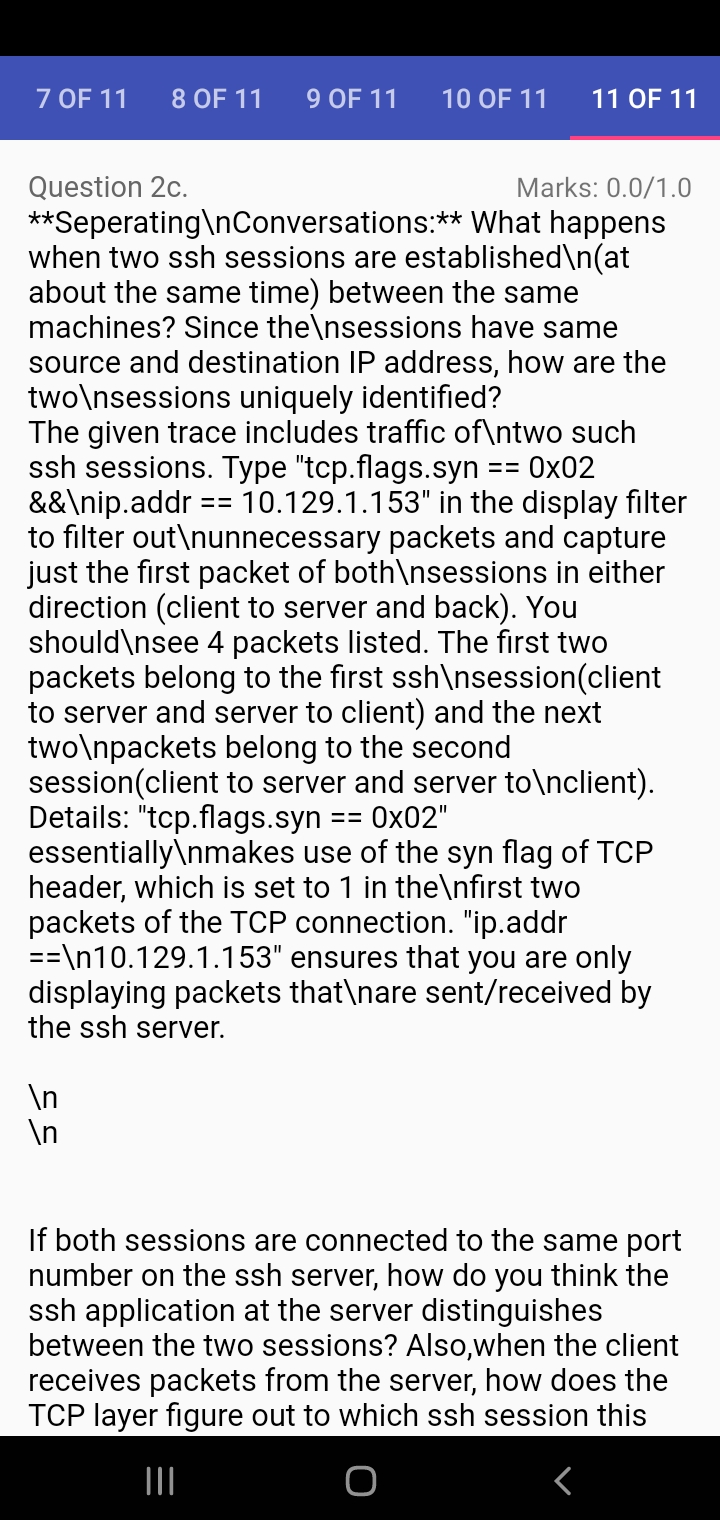 7 OF 11 8 OF 11 9 OF 11 10 OF 11 11 OF 11
Question 2c. Marks: 0.0/1.0
**Seperating\nConversations:** What happens
when two ssh sessions are established\n(at
about the same time) between the same
machines? Since the\nsessions have same
source and destination IP address, how are the
two\nsessions uniquely identified?
The given trace includes traffic of\ntwo such
ssh sessions. Type "tcp.flags.syn == 0x02
&&\nip.addr == 10.129.1.153" in the display filter
to filter out\nunnecessary packets and capture
just the first packet of both\nsessions in either
direction (client to server and back). You
should\nsee 4 packets listed. The first two
packets belong to the first ssh\nsession(client
to server and server to client) and the next
two\npackets belong to the second
session(client to server and server to\nclient).
Details: "tcp.flags.syn == 0x02"
essentially\nmakes use of the syn flag of TCP
header, which is set to 1 in the\nfirst two
packets of the TCP connection. "ip.addr
==\n10.129.1.153" ensures that you are only
displaying packets that\nare sent/received by
the ssh server.
\n
\n
If both sessions are connected to the same port
number on the ssh server, how do you think the
ssh application at the server distinguishes
between the two sessions? Also,when the client
receives packets from the server, how does the
TCP layer figure out to which ssh session this